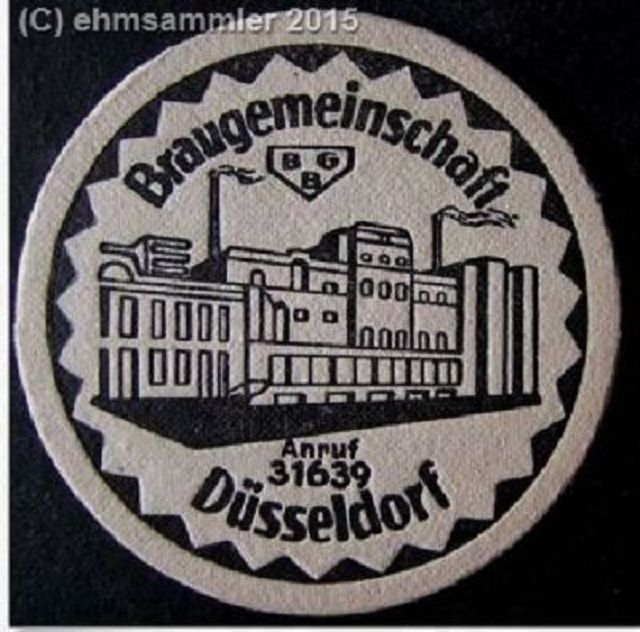 (C) ehmsammler 2015
Braugemeinschaft
B G
B
Anruf
31639
Düsseldorf